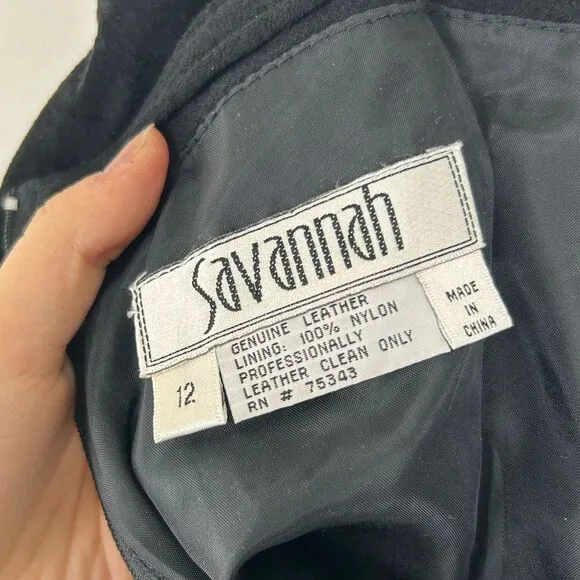 Savannah
12
GENUINE LEATHER
LINING: 100% NYLON
PROFESSIONALLY
LEATHER CLEAN ONLY
RN # 75343
MADE
IN
CHINA